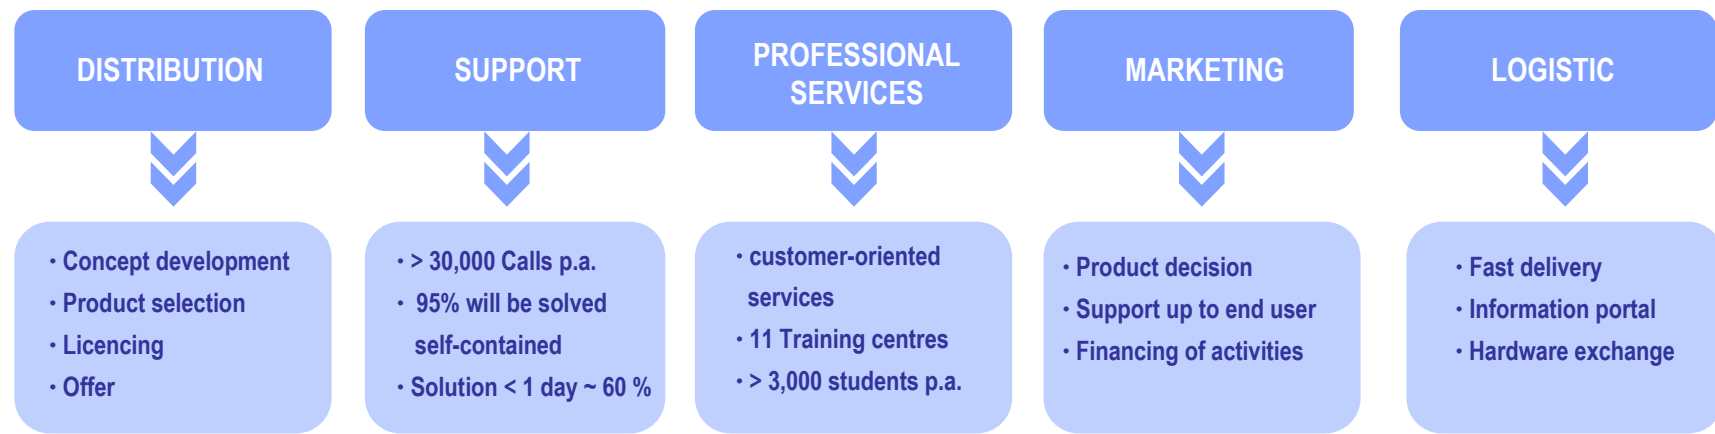 DISTRIBUTION
SUPPORT
PROFESSIONAL
SERVICES
MARKETING
LOGISTIC
· Concept development
· Product selection
· Licencing
· Offer
· > 30,000 Calls p.a.
· 95% will be solved
self-contained
· Solution < 1 day ~ 60 %
· customer-oriented
services
· 11 Training centres
· > 3,000 students p.a.
· Product decision
· Support up to end user
· Financing of activities
· Fast delivery
· Information portal
· Hardware exchange